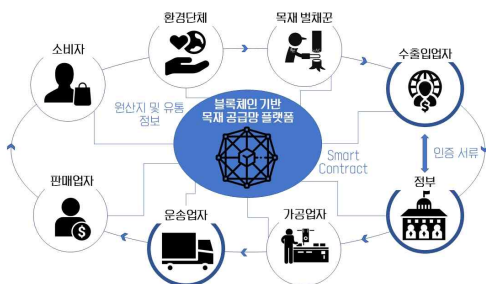 환경단체
목재 벌채꾼
소비자
수출입업자
원산지 및 유통
정보
블록체인 기반
목재 공급망 플랫폼
Smart
Contract
인증 서류
판매업자
운송업자
가공업자
정부